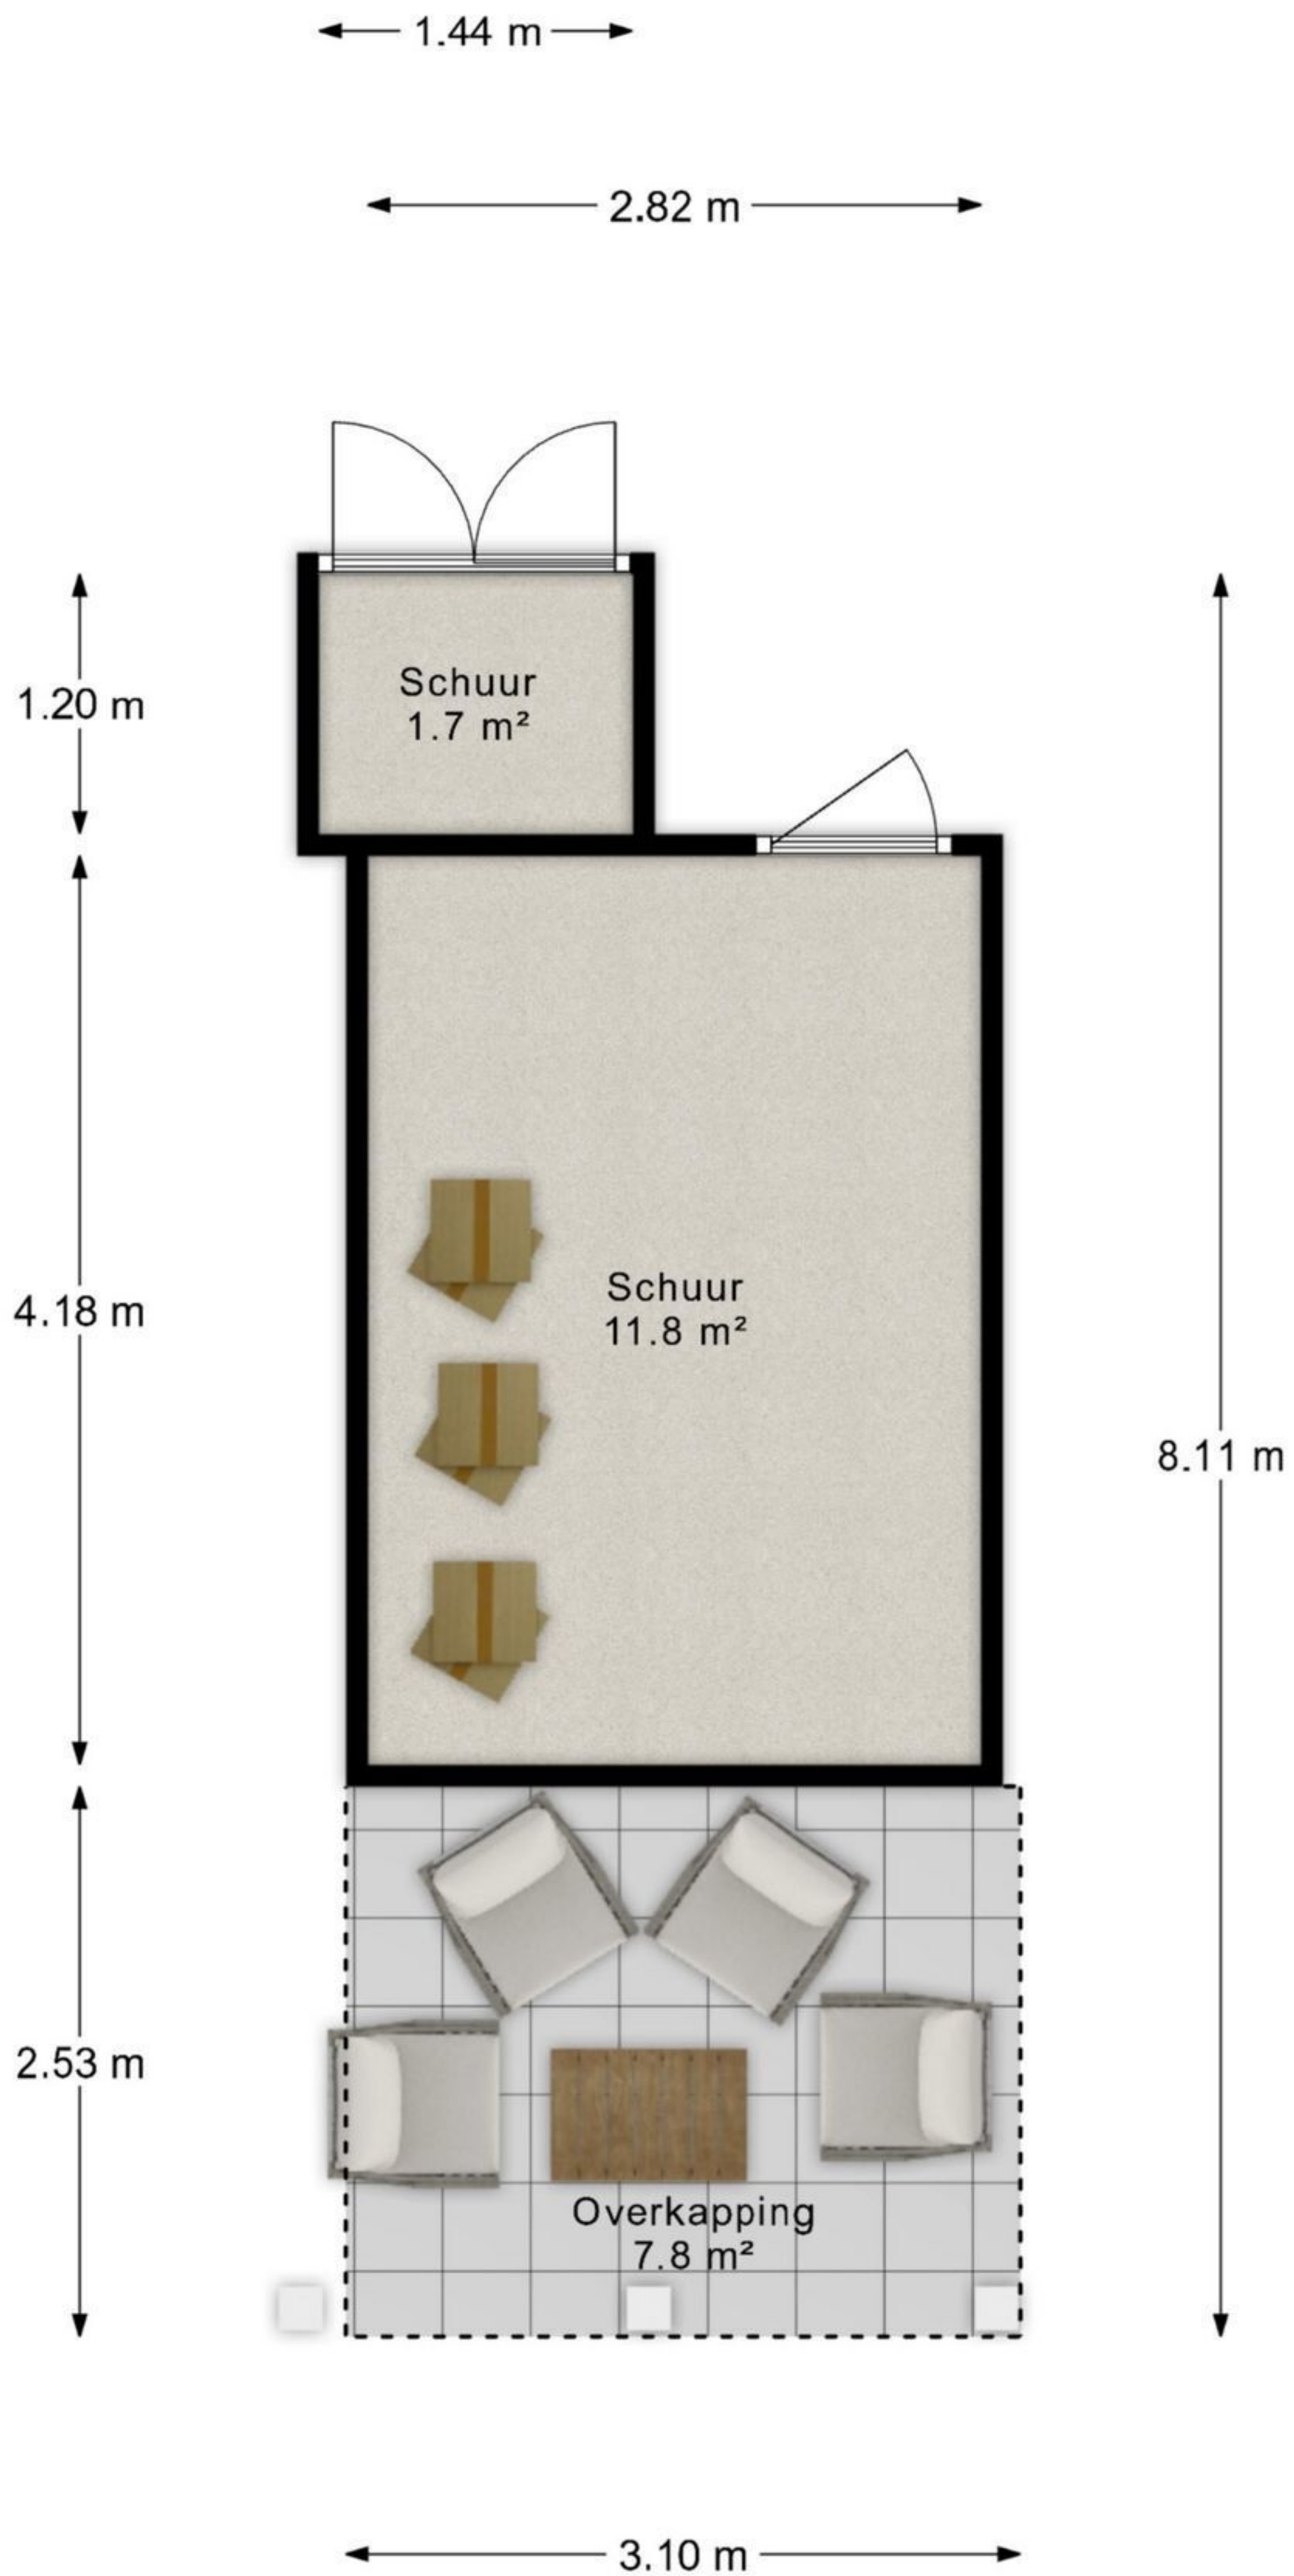 1.44 m
2.82 m
Schuur
1.7 m²
1.20 m
Schuur
11.8 m²
4.18 m
8.11 m
2.53 m
Overkapping
7.8 m²
3.10 m